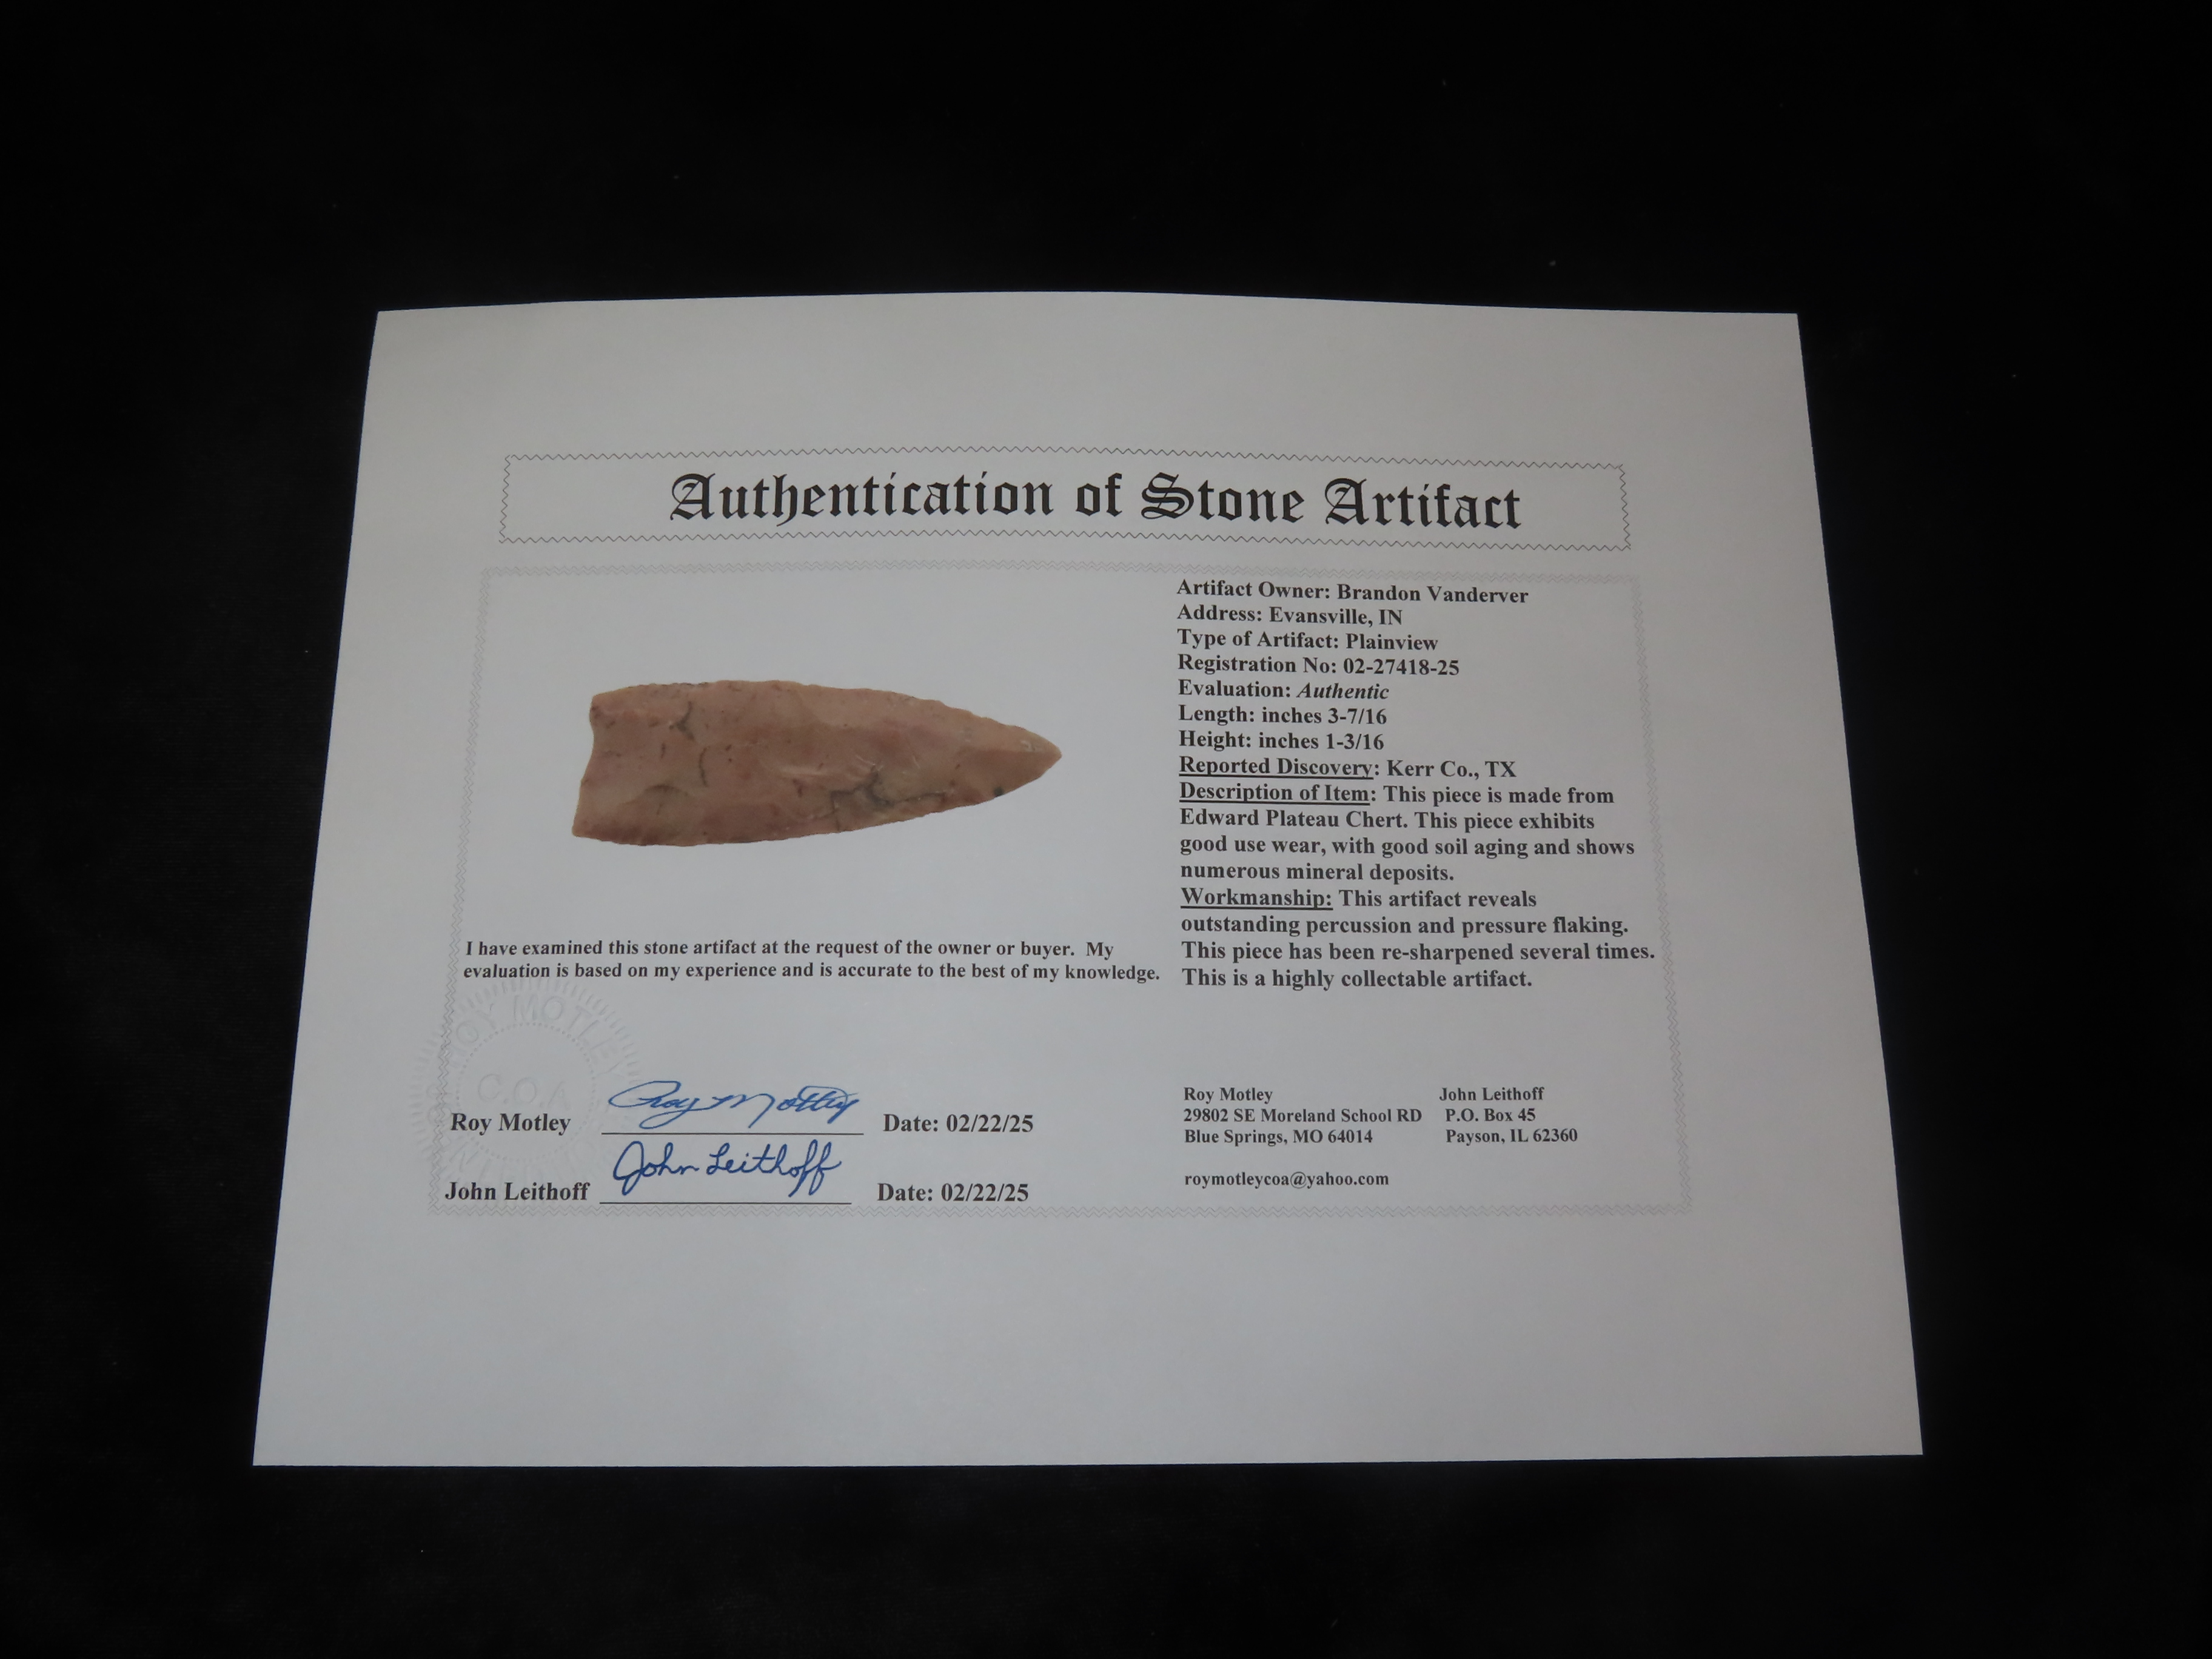 Authentication of Stone Artifact
Artifact Owner: Brandon Vanderver
Address: Evansville, IN
Type of Artifact: Plainview
Registration No: 02-27418-25
Evaluation: Authentic
Length: inches 3-7/16
Height: inches 1-3/16
Reported Discovery: Kerr Co., TX
Description of Item: This piece is made from
Edward Plateau Chert. This piece exhibits
good use wear, with good soil aging and shows
numerous mineral deposits.
Workmanship: This artifact reveals
outstanding percussion and pressure flaking.
This piece has been re-sharpened several times.
This is a highly collectable artifact.
I have examined this stone artifact at the request of the owner or buyer. My
evaluation is based on my experience and is accurate to the best of my knowledge.
ROY MOTLEY
C.O.A
Roy Motley Roy Motley Date: 02/22/25
John Leithoff John Leithoff Date: 02/22/25
Roy Motley John Leithoff
29802 SE Moreland School RD P.O. Box 45
Blue Springs, MO 64014 Payson, IL 62360
roymotleycoa@yahoo.com